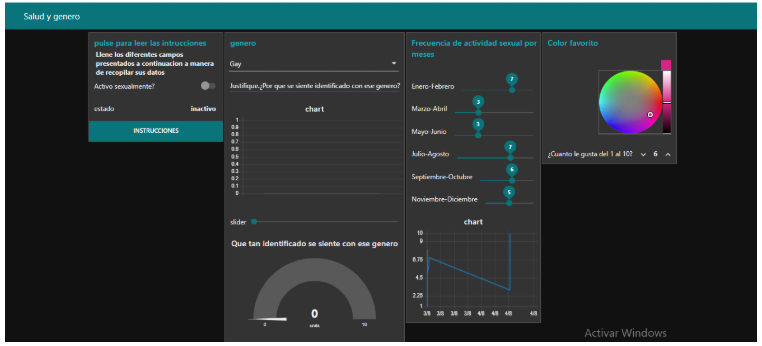 Salud y genero
pulse para leer las intrucciones
Llene los diferentes campos
presentados a continuacion a manera
de recopilar sus datos
Activo sexualmente?
estado inactivo
INSTRUCCIONES
genero
Gay
Justifique.¿Por que se siente identificado con ese genero?
chart
1
0.9
0.8
0.7
0.6
0.5
0.4
0.3
0.2
0.1
0
slider
Que tan identificado se siente con ese genero
0
units
0 10
Frecuencia de actividad sexual por
meses
Enero-Febrero 7
Marzo-Abril 3
Mayo-Junio 3
Julio-Agosto 7
Septiembre-Octubre 6
Noviembre-Diciembre 5
chart
10
9
6.75
4.5
2.25
1
3/8 3/8 3/8 3/8 4/8 4/8 4/8 4/8
Color favorito
¿Cuanto le gusta del 1 al 10? 6
Activar Windows